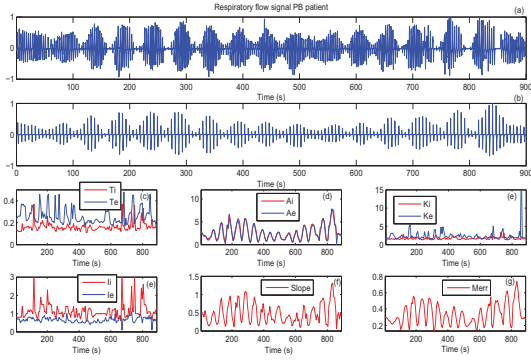 Respiratory flow signal PB patient
(a)
1
0
−1
0 100 200 300 400 500 600 700 800 900
Time (s)
(b)
1
0
−1
0 100 200 300 400 500 600 700 800 900
Time (s)
(c)
Ti
Te
0.4
0.2
0
200 400 600 800
Time (s)
(d)
Ai
Ae
10
5
0
200 400 600 800
Time (s)
(e)
Ki
Ke
15
10
5
0
200 400 600 800
Time (s)
(e)
Ii
Ie
3
2
1
0
200 400 600 800
Time (s)
(f)
Slope
1.5
1
0.5
0
200 400 600 800
Time (s)
(g)
Merr
0.8
0.6
0.4
0.2
200 400 600 800
Time (s)